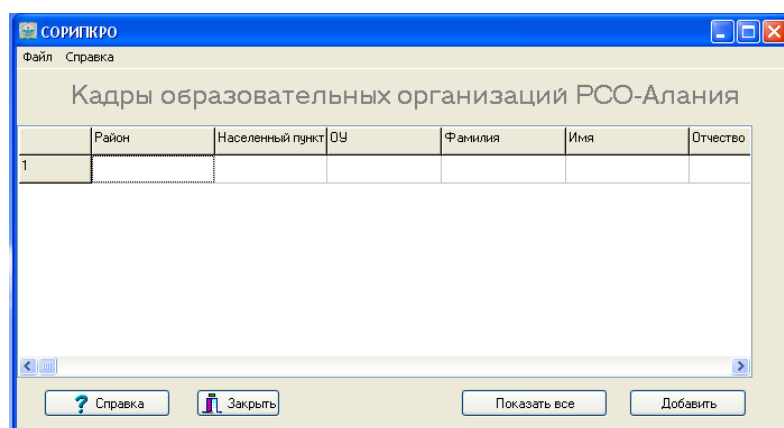 СОРИПКРО
Файл Справка
Кадры образовательных организаций РСО-Алания
Район Населенный пункт ОУ Фамилия Имя Отчество
1
Справка Закрыть Показать все Добавить